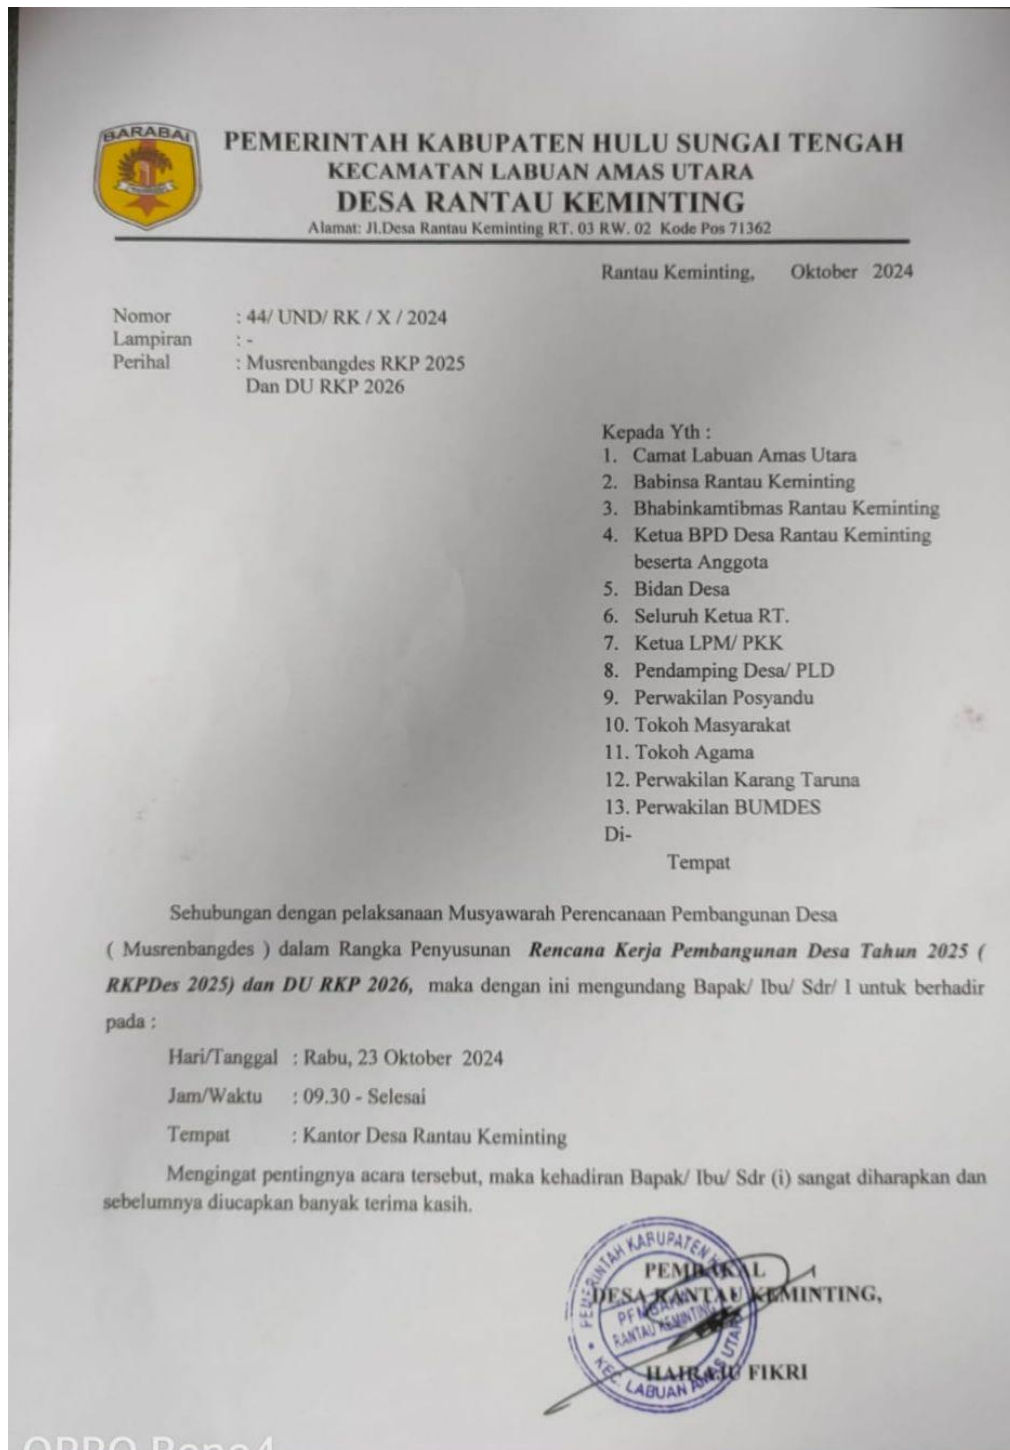 BARABAI
PEMERINTAH KABUPATEN HULU SUNGAI TENGAH
KECAMATAN LABUAN AMAS UTARA
DESA RANTAU KEMINTING
Alamat: Jl.Desa Rantau Keminting RT. 03 RW. 02 Kode Pos 71362
Rantau Keminting, Oktober 2024
Nomor : 44/ UND/ RK / X / 2024
Lampiran : -
Perihal : Musrenbangdes RKP 2025
Dan DU RKP 2026
Kepada Yth :
1. Camat Labuan Amas Utara
2. Babinsa Rantau Keminting
3. Bhabinkamtibmas Rantau Keminting
4. Ketua BPD Desa Rantau Keminting
beserta Anggota
5. Bidan Desa
6. Seluruh Ketua RT.
7. Ketua LPM/ PKK
8. Pendamping Desa/ PLD
9. Perwakilan Posyandu
10. Tokoh Masyarakat
11. Tokoh Agama
12. Perwakilan Karang Taruna
13. Perwakilan BUMDES
Di-
Tempat
Sehubungan dengan pelaksanaan Musyawarah Perencanaan Pembangunan Desa
( Musrenbangdes ) dalam Rangka Penyusunan Rencana Kerja Pembangunan Desa Tahun 2025 (
RKPDes 2025) dan DU RKP 2026, maka dengan ini mengundang Bapak/ Ibu/ Sdr/ I untuk berhadir
pada :
Hari/Tanggal : Rabu, 23 Oktober 2024
Jam/Waktu : 09.30 - Selesai
Tempat : Kantor Desa Rantau Keminting
Mengingat pentingnya acara tersebut, maka kehadiran Bapak/ Ibu/ Sdr (i) sangat diharapkan dan
sebelumnya diucapkan banyak terima kasih.
PEMBAKAL
DESA RANTAU KEMINTING,
PEMERINTAH KABUPATEN
PEMBAKAL
RANTAU KEMINTING
KEC. LABUAN AMAS UTARA
FIKRI